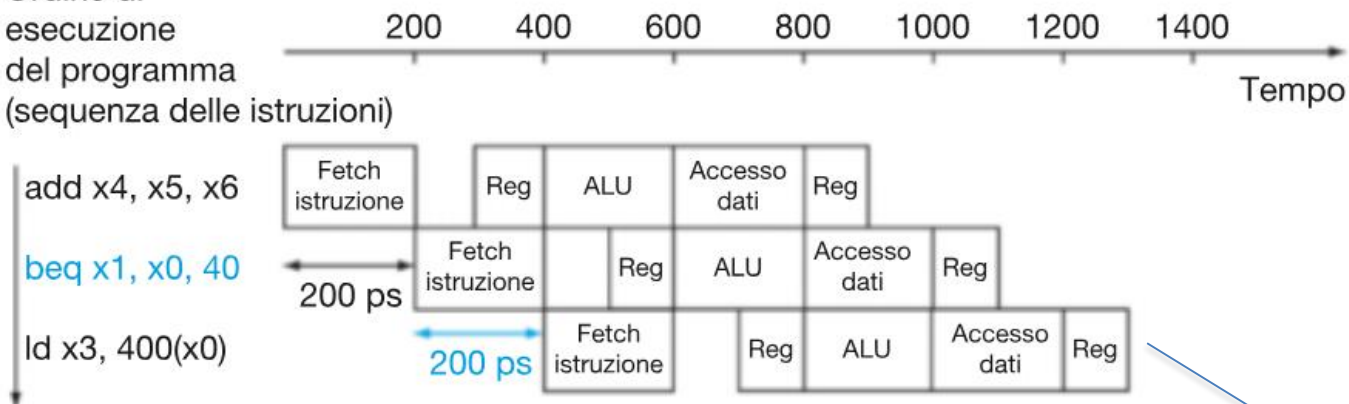 esecuzione
del programma
(sequenza delle istruzioni)
200 400 600 800 1000 1200 1400
Tempo
add x4, x5, x6
Fetch
istruzione
Reg
ALU
Accesso
dati
Reg
beq x1, x0, 40
200 ps
Fetch
istruzione
Reg
ALU
Accesso
dati
Reg
ld x3, 400(x0)
200 ps
Fetch
istruzione
Reg
ALU
Accesso
dati
Reg